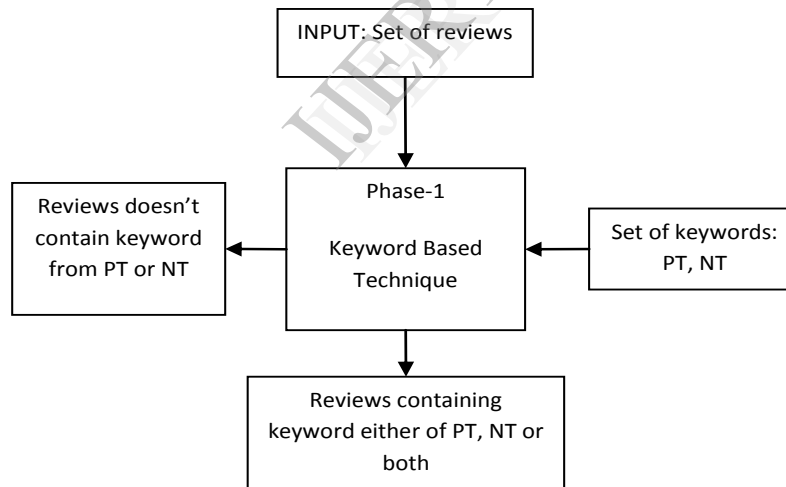 INPUT: Set of reviews
IJERT
Phase-1
Keyword Based
Technique
Reviews doesn't
contain keyword
from PT or NT
Set of keywords:
PT, NT
Reviews containing
keyword either of PT, NT or
both